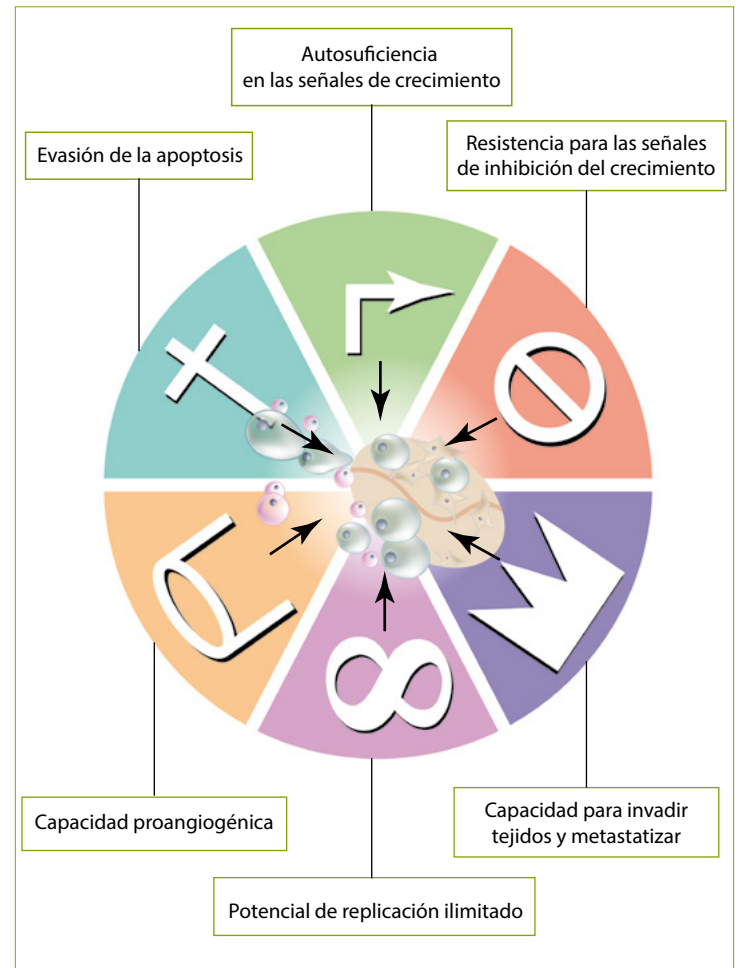 Autosuficiencia
en las señales de crecimiento
Evasión de la apoptosis
Resistencia para las señales
de inhibición del crecimiento
Capacidad proangiogénica
Capacidad para invadir
tejidos y metastatizar
Potencial de replicación ilimitado